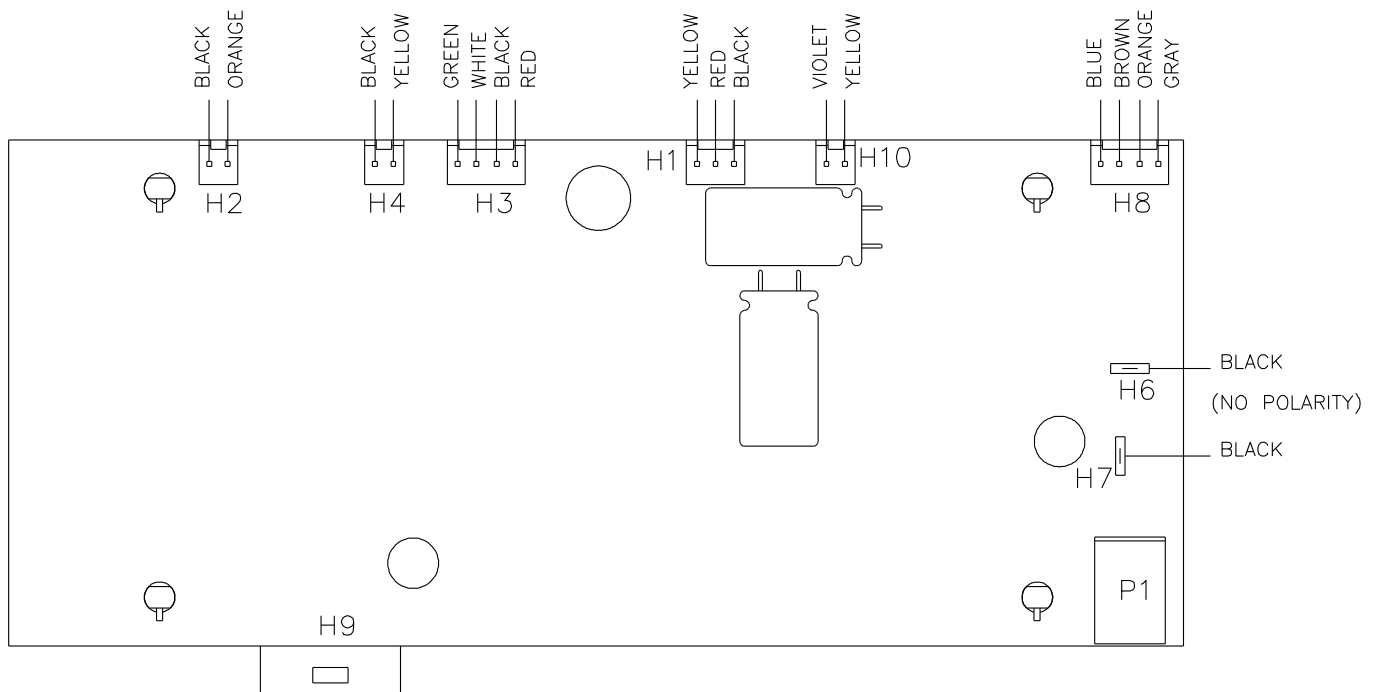 BLACK
ORANGE
BLACK
YELLOW
GREEN
WHITE
BLACK
RED
YELLOW
RED
BLACK
VIOLET
YELLOW
BLUE
BROWN
ORANGE
GRAY
H1
H10
H2
H4
H3
H8
BLACK
H6
(NO POLARITY)
BLACK
H7
P1
H9